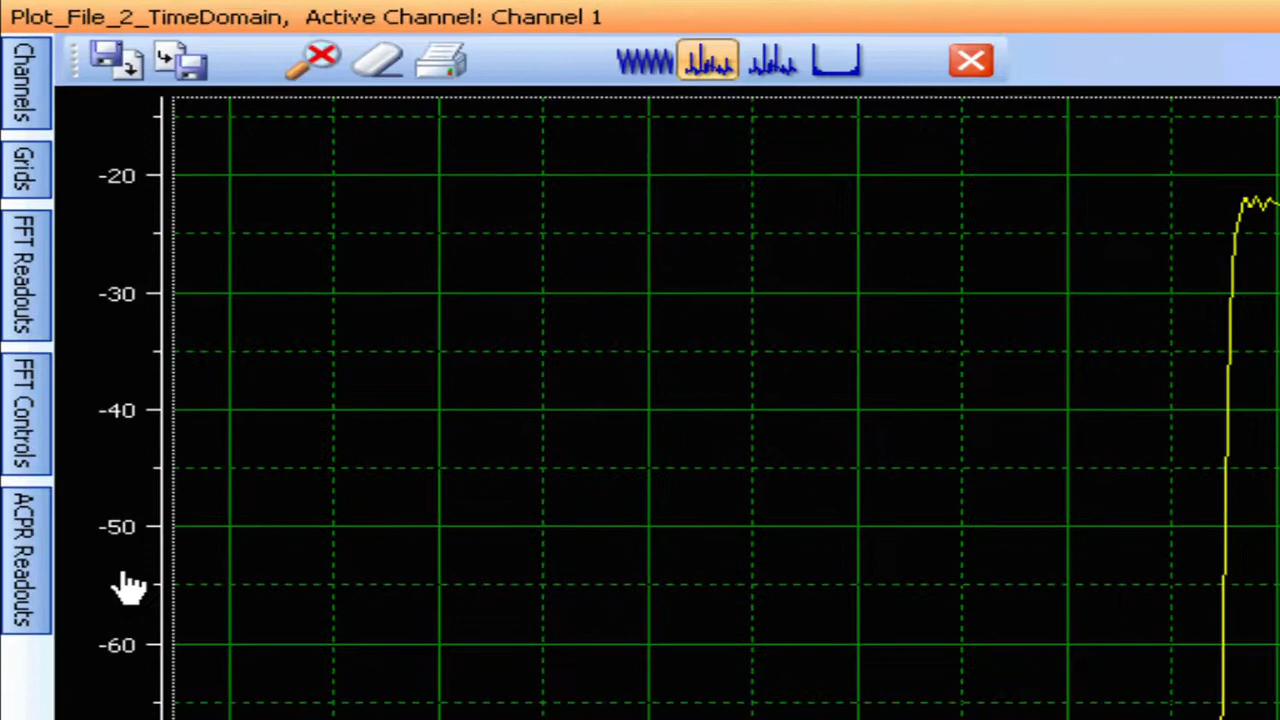 Plot_File_2_TimeDomain, Active Channel: Channel 1
Channels
Grids
FFT Readouts
FFT Controls
ACPR Readouts
-20
-30
-40
-50
-60